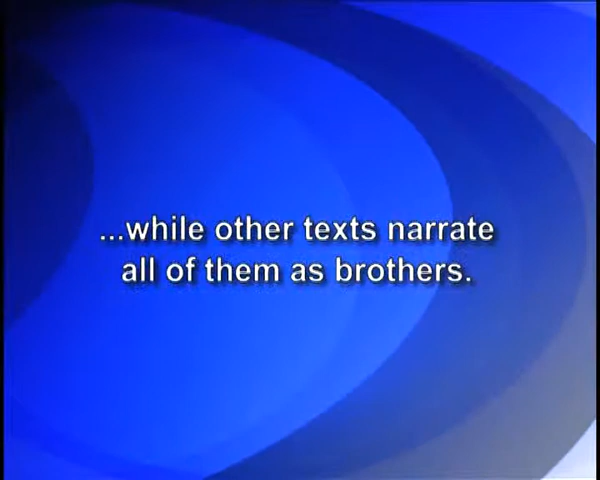 ...while other texts narrate
all of them as brothers.